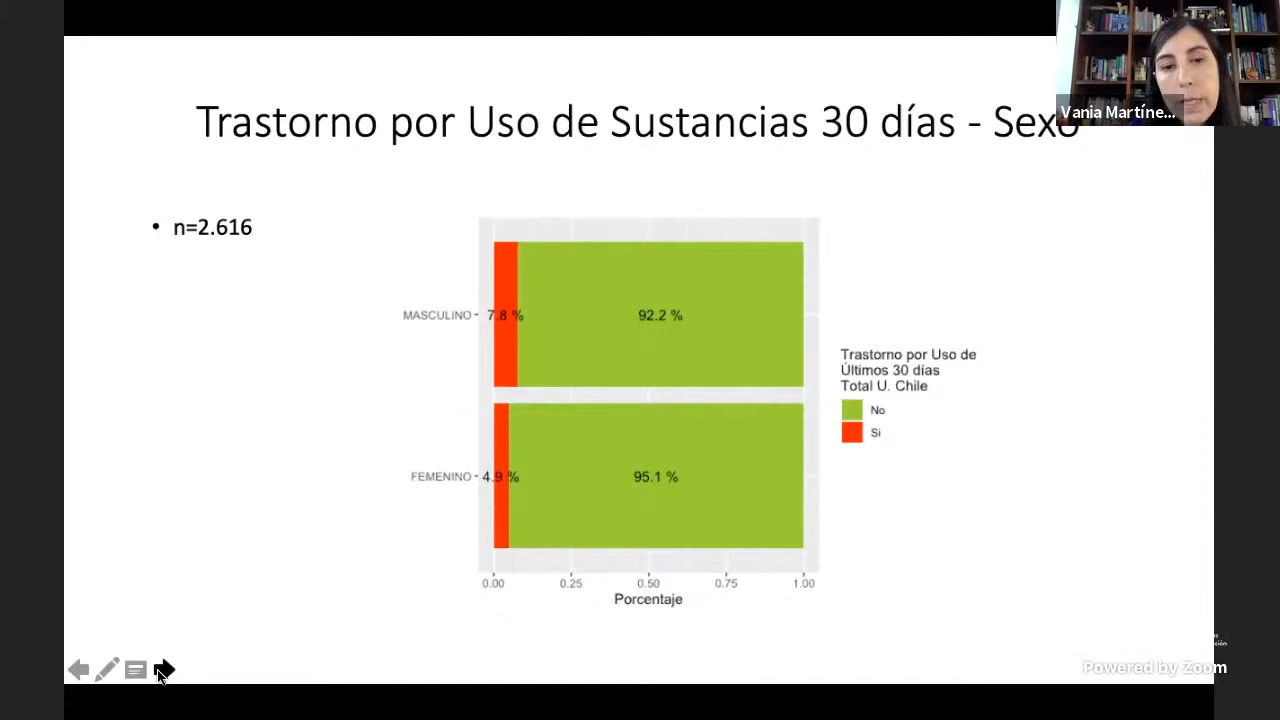 Trastorno por Uso de Sustancias 30 días - Sexo
Vania Martíne...
• n=2.616
MASCULINO
7.8 %
92.2 %
FEMENINO
4.9 %
95.1 %
Trastorno por Uso de
Últimos 30 días
Total U. Chile
No
Si
0.00 0.25 0.50 0.75 1.00
Porcentaje
Powered by Zoom